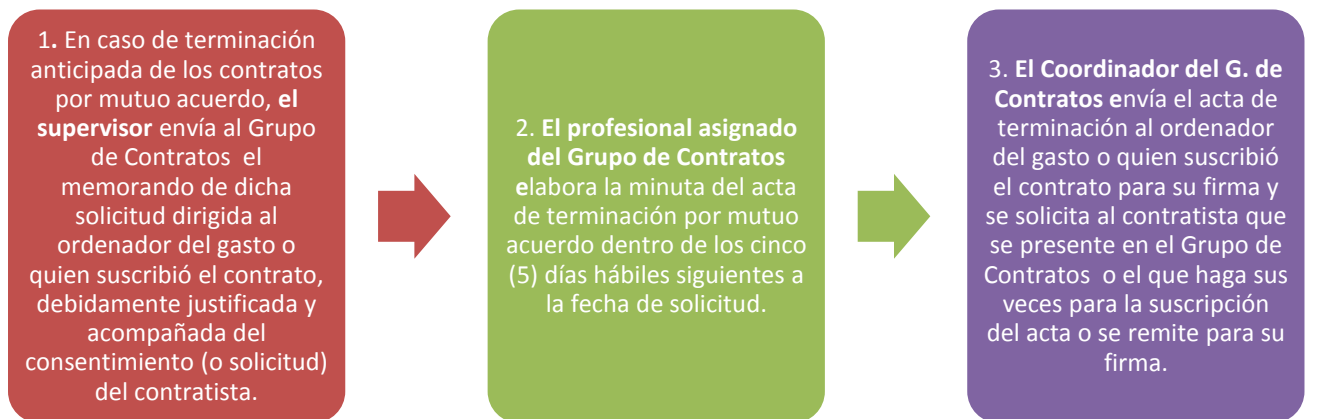 1. En caso de terminación
anticipada de los contratos
por mutuo acuerdo, el
supervisor envía al Grupo
de Contratos el
memorando de dicha
solicitud dirigida al
ordenador del gasto o
quien suscribió el contrato,
debidamente justificada y
acompañada del
consentimiento (o solicitud)
del contratista.
2. El profesional asignado
del Grupo de Contratos
elabora la minuta del acta
de terminación por mutuo
acuerdo dentro de los cinco
(5) días hábiles siguientes a
la fecha de solicitud.
3. El Coordinador del G. de
Contratos envía el acta de
terminación al ordenador
del gasto o quien suscribió
el contrato para su firma y
se solicita al contratista que
se presente en el Grupo de
Contratos o el que haga sus
veces para la suscripción
del acta o se remite para su
firma.